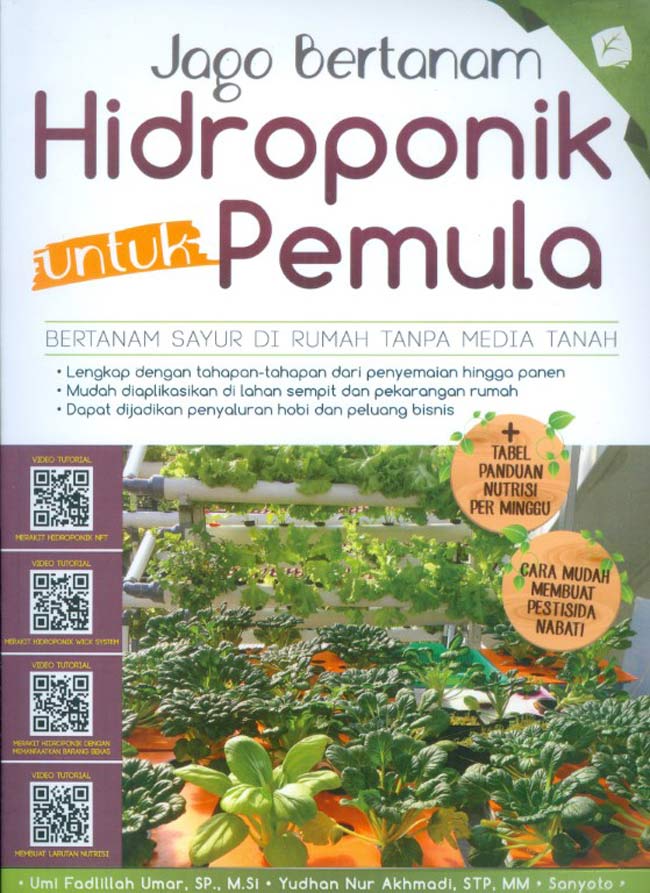 Jago Bertanam
Hidroponik
untuk Pemula
BERTANAM SAYUR DI RUMAH TANPA MEDIA TANAH
• Lengkap dengan tahapan-tahapan dari penyemaian hingga panen
• Mudah diaplikasikan di lahan sempit dan pekarangan rumah
• Dapat dijadikan penyaluran hobi dan peluang bisnis
+
TABEL
PANDUAN
NUTRISI
PER MINGGU
CARA MUDAH
MEMBUAT
PESTISIDA
NABATI
VIDEO TUTORIAL
MERAKIT HIDROPONIK NFT
VIDEO TUTORIAL
MERAKIT HIDROPONIK WICK SYSTEM
VIDEO TUTORIAL
MERAKIT HIDROPONIK DENGAN
MEMANFAATKAN BARANG BEKAS
VIDEO TUTORIAL
MEMBUAT LARUTAN NUTRISI
• Umi Fadlillah Umar, SP., M.Si • Yudhan Nur Akhmadi, STP, MM • Sanyoto •